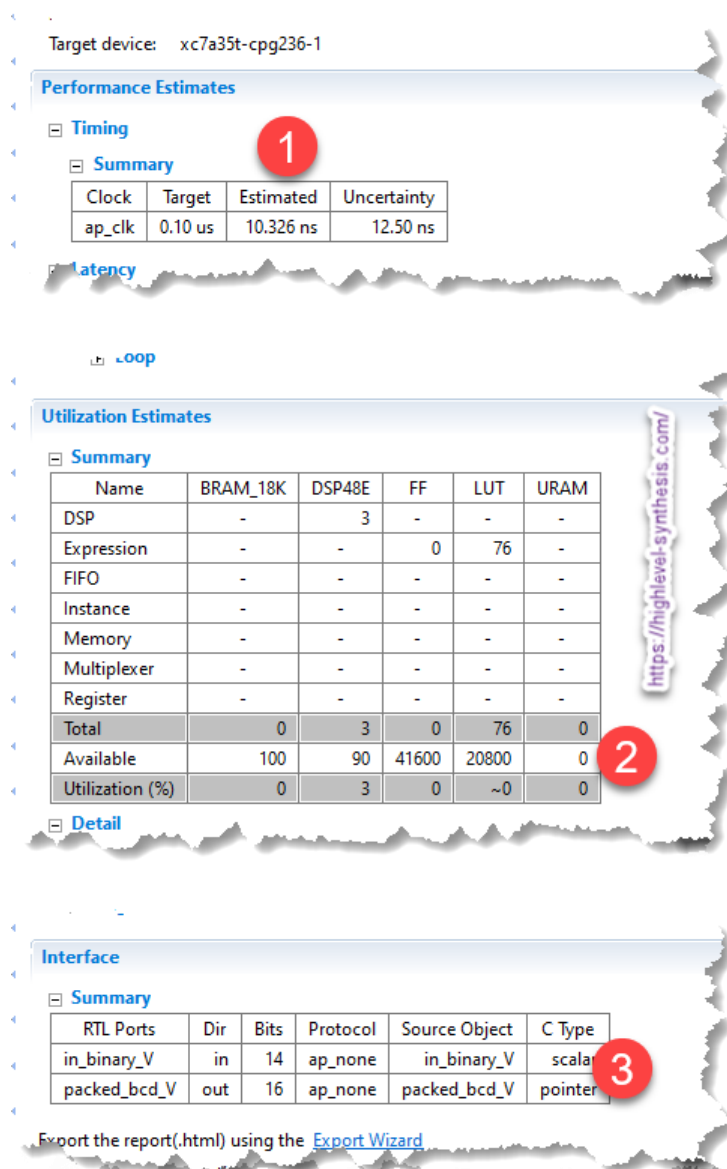 Target device: xc7a35t-cpg236-1
Performance Estimates
Timing
1
Summary
Clock Target Estimated Uncertainty
ap_clk 0.10 us 10.326 ns 12.50 ns
Latency
Loop
Utilization Estimates
https://highlevel-synthesis.com/
Summary
Name BRAM_18K DSP48E FF LUT URAM
DSP - 3 - - -
Expression - - 0 76 -
FIFO - - - - -
Instance - - - - -
Memory - - - - -
Multiplexer - - - - -
Register - - - - -
Total 0 3 0 76 0
Available 100 90 41600 20800 0
2
Utilization (%) 0 3 0 ~0 0
Detail
Interface
Summary
RTL Ports Dir Bits Protocol Source Object C Type
in_binary_V in 14 ap_none in_binary_V scalar
3
packed_bcd_V out 16 ap_none packed_bcd_V pointer
Export the report(.html) using the Export Wizard